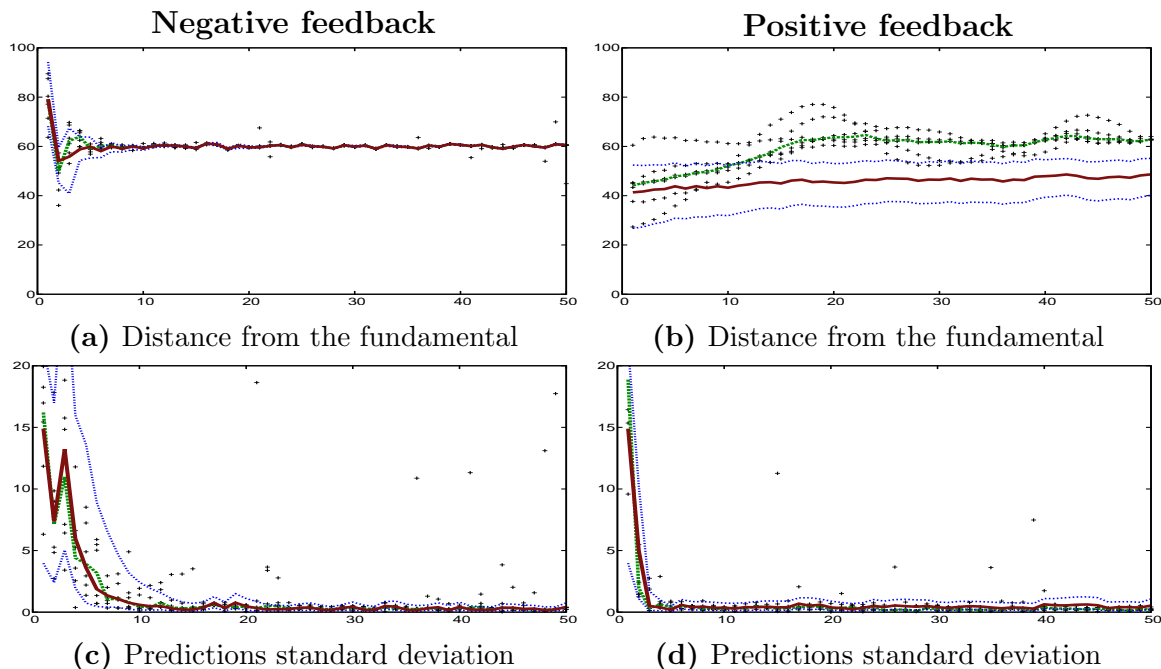 Negative feedback
Positive feedback
100
80
60
40
20
0
0 10 20 30 40 50
(a) Distance from the fundamental
100
80
60
40
20
0
0 10 20 30 40 50
(b) Distance from the fundamental
20
15
10
5
0
0 10 20 30 40 50
(c) Predictions standard deviation
20
15
10
5
0
0 10 20 30 40 50
(d) Predictions standard deviation